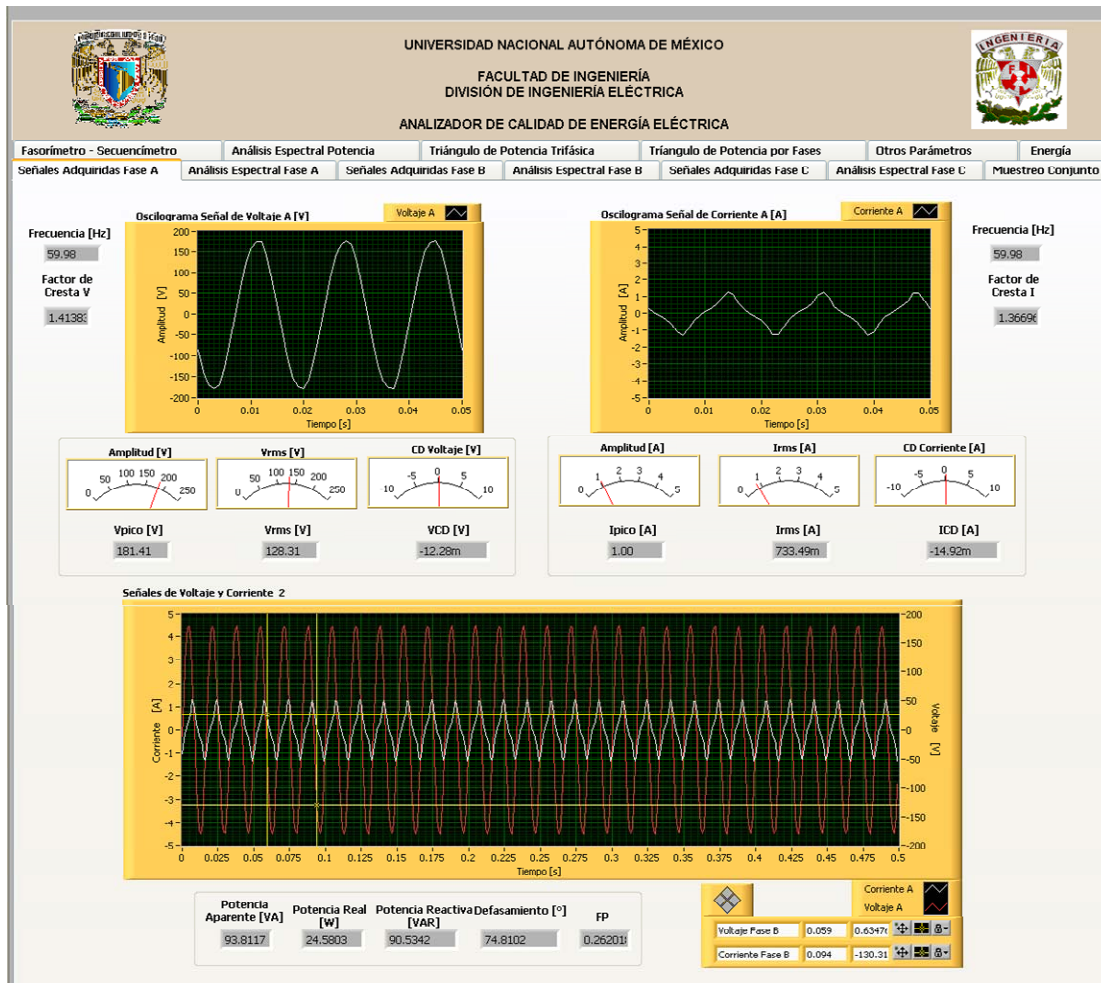 UNIVERSIDAD NACIONAL AUTÓNOMA DE MÉXICO
FACULTAD DE INGENIERÍA
DIVISIÓN DE INGENIERÍA ELÉCTRICA
ANALIZADOR DE CALIDAD DE ENERGÍA ELÉCTRICA
INGENIERIA
Fasorímetro - Secuencímetro Análisis Espectral Potencia Triángulo de Potencia Trifásica Tríangulo de Potencia por Fases Otros Parámetros Energía
Señales Adquiridas Fase A Análisis Espectral Fase A Señales Adquiridas Fase B Análisis Espectral Fase B Señales Adquiridas Fase C Análisis Espectral Fase C Muestreo Conjunto
Oscilograma Señal de Voltaje A [V] Voltaje A
Frecuencia [Hz]
59.98
Factor de
Cresta V
1.4138
Amplitud [V]
200
150
100
50
0
-50
-100
-150
-200
0 0.01 0.02 0.03 0.04 0.05
Tiempo [s]
Oscilograma Señal de Corriente A [A] Corriente A
Amplitud [A]
5
4
3
2
1
0
-1
-2
-3
-4
-5
0 0.01 0.02 0.03 0.04 0.05
Tiempo [s]
Frecuencia [Hz]
59.98
Factor de
Cresta I
1.3669
Amplitud [V] Vrms [V] CD Voltaje [V]
0 50 100 150 200 250
0 50 100 150 200 250
10 -5 0 5 10
Vpico [V] Vrms [V] VCD [V]
181.41 128.31 -12.28m
Amplitud [A] Irms [A] CD Corriente [A]
0 1 2 3 4 5
0 1 2 3 4 5
-10 -5 0 5 10
Ipico [A] Irms [A] ICD [A]
1.00 733.49m -14.92m
Señales de Voltaje y Corriente 2
Corriente [A]
5
4
3
2
1
0
-1
-2
-3
-4
-5
0 0.025 0.05 0.075 0.1 0.125 0.15 0.175 0.2 0.225 0.25 0.275 0.3 0.325 0.35 0.375 0.4 0.425 0.45 0.475 0.5
Tiempo [s]
-200
-150
-100
50
-0
-50
-100
-150
-200
Voltaje [V]
Potencia
Aparente [VA]
93.8117
Potencia Real
[W]
24.5803
Potencia Reactiva
[VAR]
90.5342
Defasamiento [°]
74.8102
FP
0.26201
Corriente A
Voltaje A
Voltaje Fase B 0.059 0.6347
Corriente Fase B 0.094 -130.31